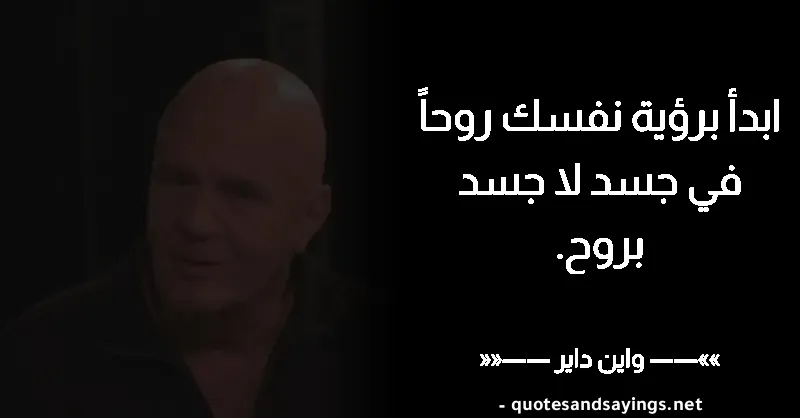 ابدأ برؤية نفسك روحاً
في جسد لا جسد
بروح.
»»—— واين داير ——««
- quotesandsayings.net